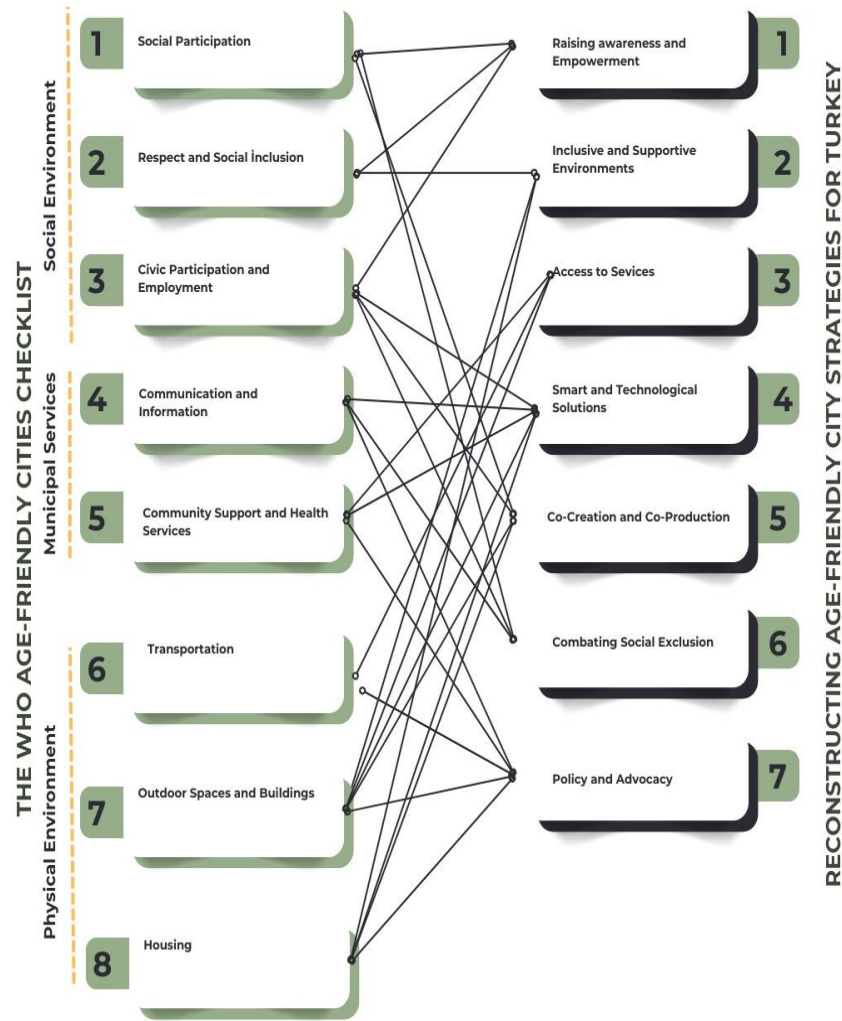 THE WHO AGE-FRIENDLY CITIES CHECKLIST
Social Environment
1
Social Participation
2
Respect and Social İnclusion
3
Civic Participation and
Employment
Municipal Services
4
Communication and
Information
5
Community Support and Health
Services
Physical Environment
6
Transportation
7
Outdoor Spaces and Buildings
8
Housing
Raising awareness and
Empowerment
1
Inclusive and Supportive
Environments
2
Access to Sevices
3
Smart and Technological
Solutions
4
Co-Creation and Co-Production
5
Combating Social Exclusion
6
Policy and Advocacy
7
RECONSTRUCTING AGE-FRIENDLY CITY STRATEGIES FOR TURKEY